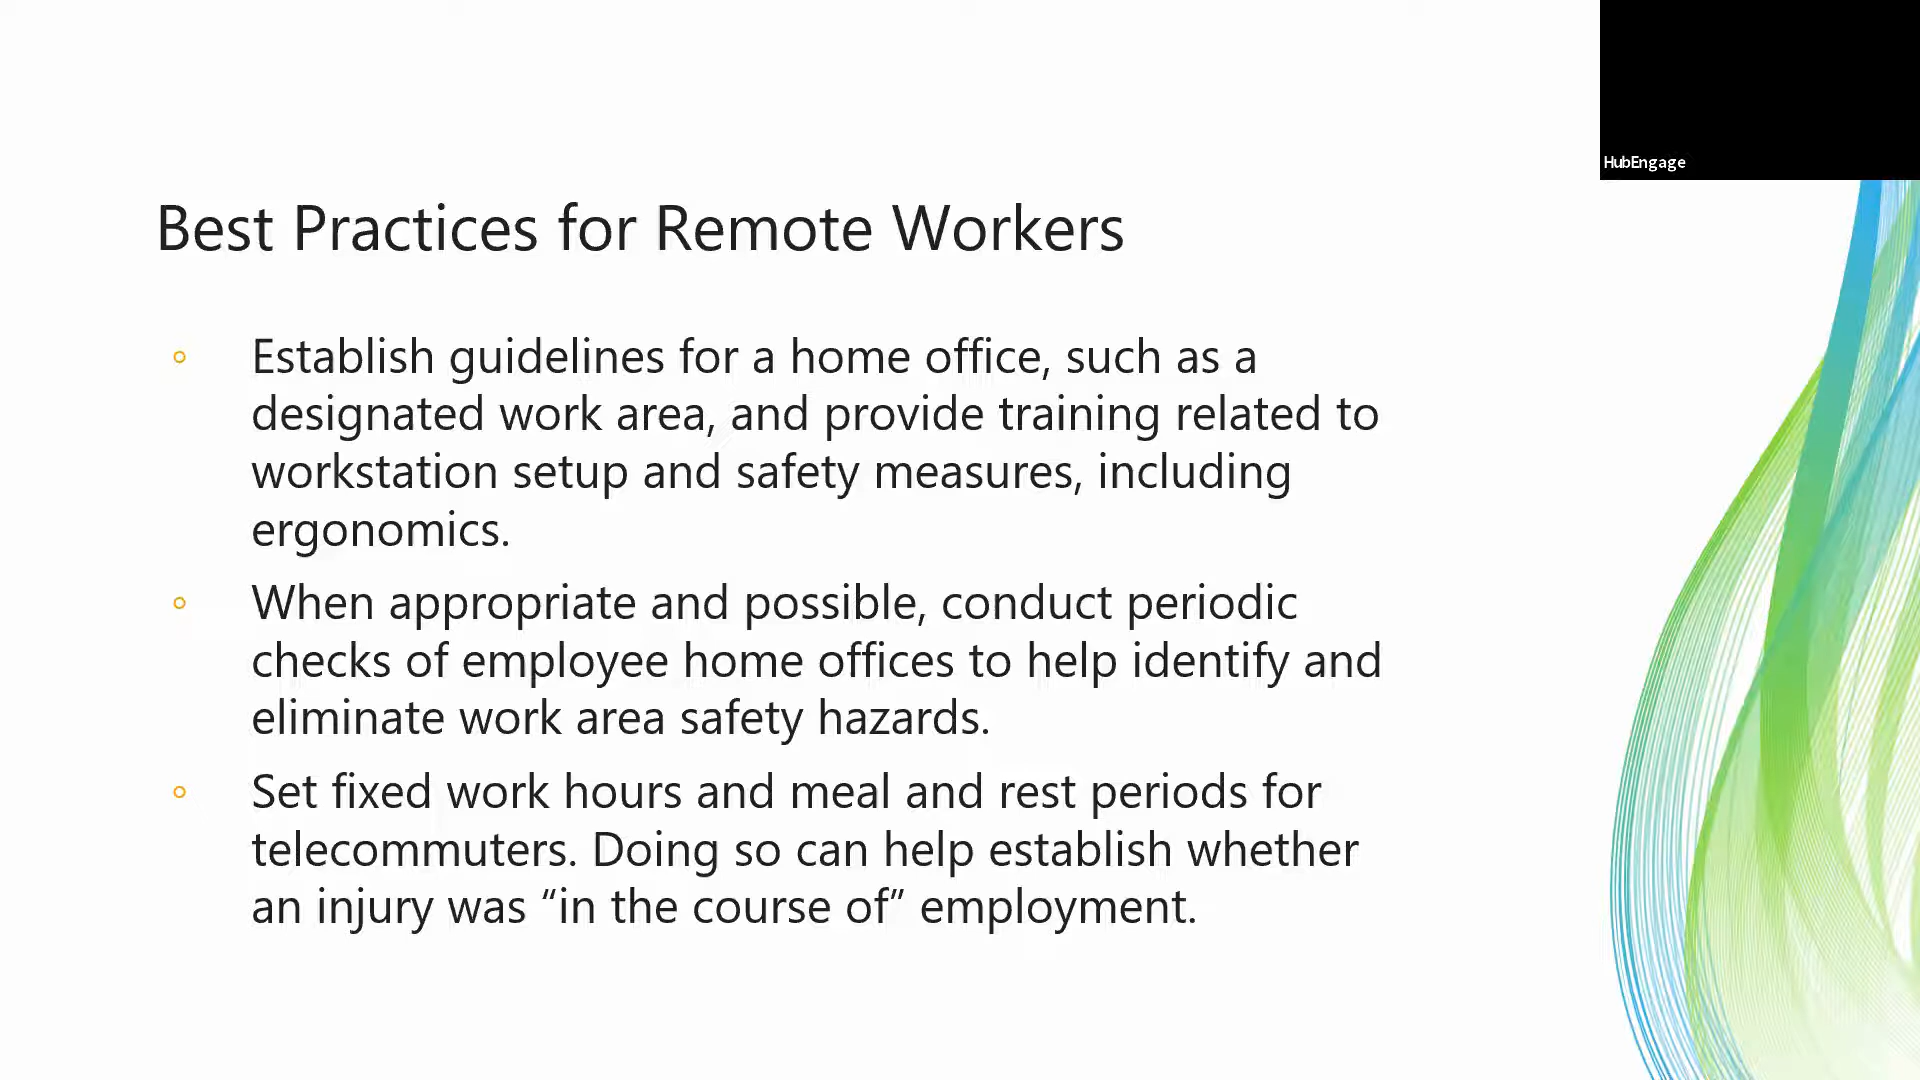 HubEngage
Best Practices for Remote Workers
Establish guidelines for a home office, such as a
designated work area, and provide training related to
workstation setup and safety measures, including
ergonomics.
When appropriate and possible, conduct periodic
checks of employee home offices to help identify and
eliminate work area safety hazards.
Set fixed work hours and meal and rest periods for
telecommuters. Doing so can help establish whether
an injury was “in the course of” employment.